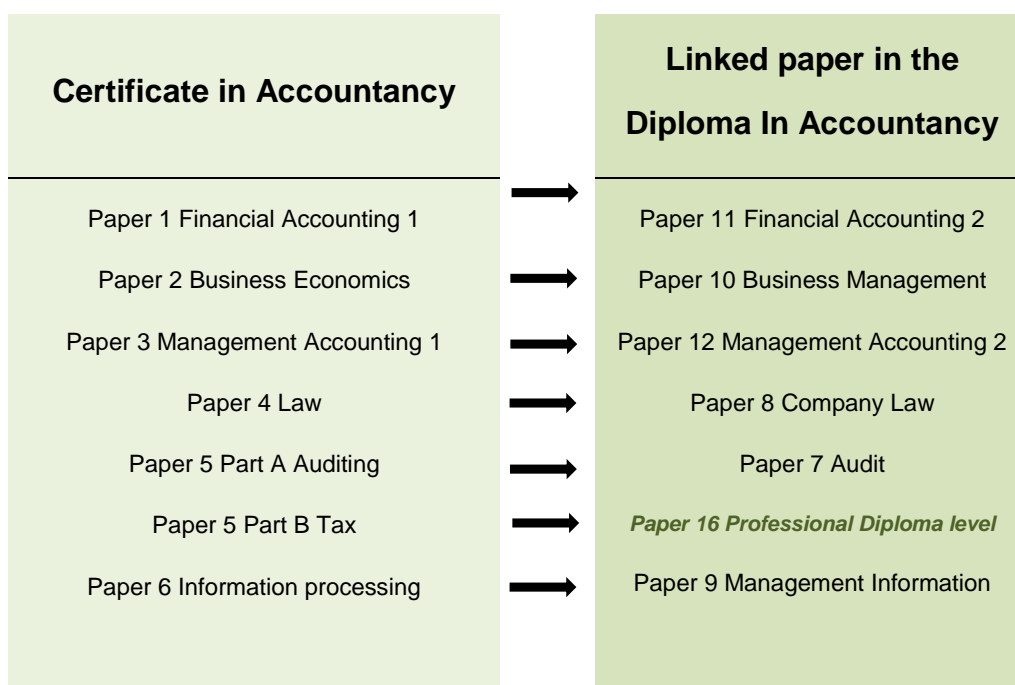 Certificate in Accountancy
Linked paper in the
Diploma In Accountancy
Paper 1 Financial Accounting 1
Paper 11 Financial Accounting 2
Paper 2 Business Economics
Paper 10 Business Management
Paper 3 Management Accounting 1
Paper 12 Management Accounting 2
Paper 4 Law
Paper 8 Company Law
Paper 5 Part A Auditing
Paper 7 Audit
Paper 5 Part B Tax
Paper 16 Professional Diploma level
Paper 6 Information processing
Paper 9 Management Information